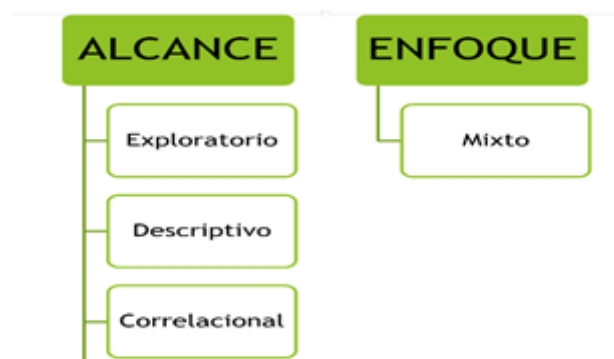 ALCANCE
Exploratorio
Descriptivo
Correlacional
ENFOQUE
Mixto